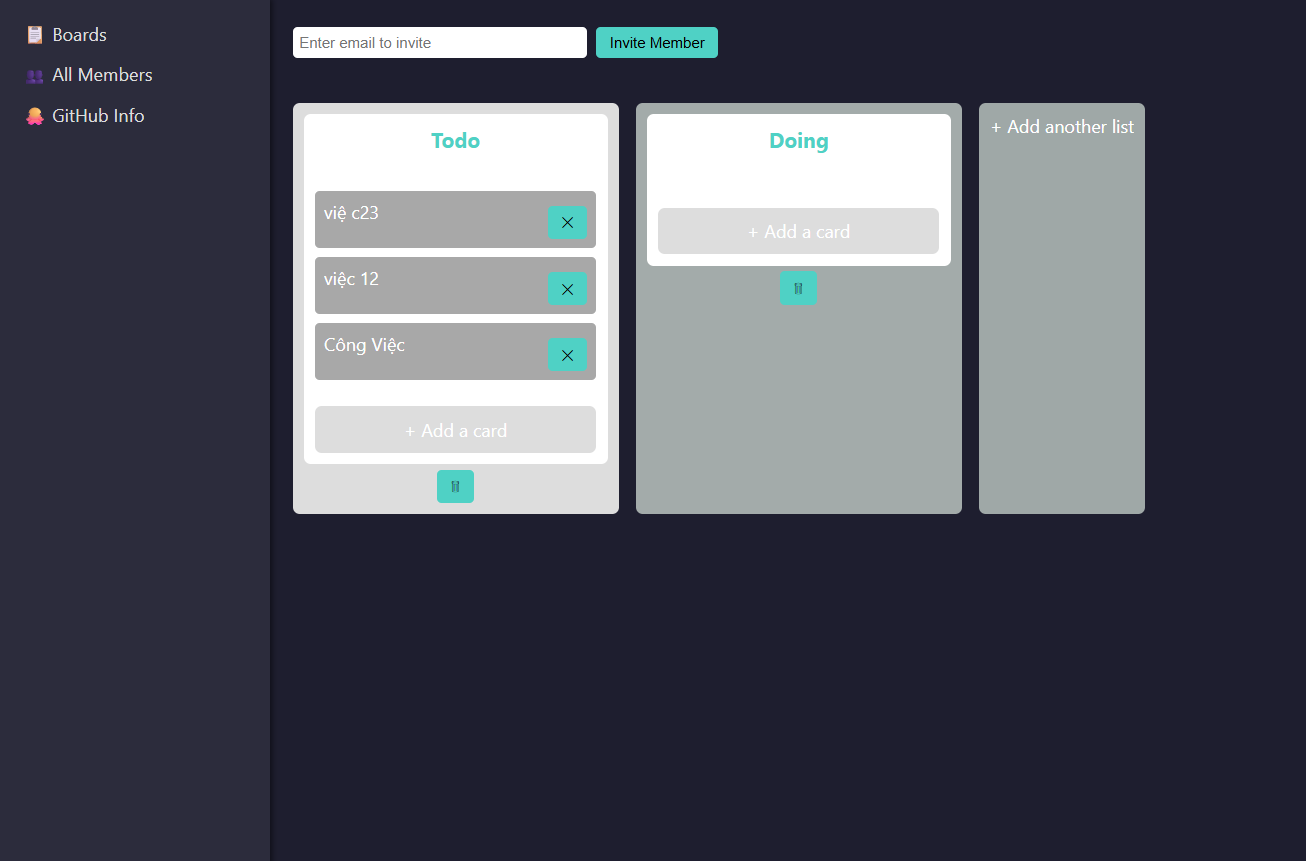 Boards
All Members
GitHub Info
Enter email to invite
Invite Member
Todo
việ c23
việc 12
Công Việc
+ Add a card
Doing
+ Add a card
+ Add another list